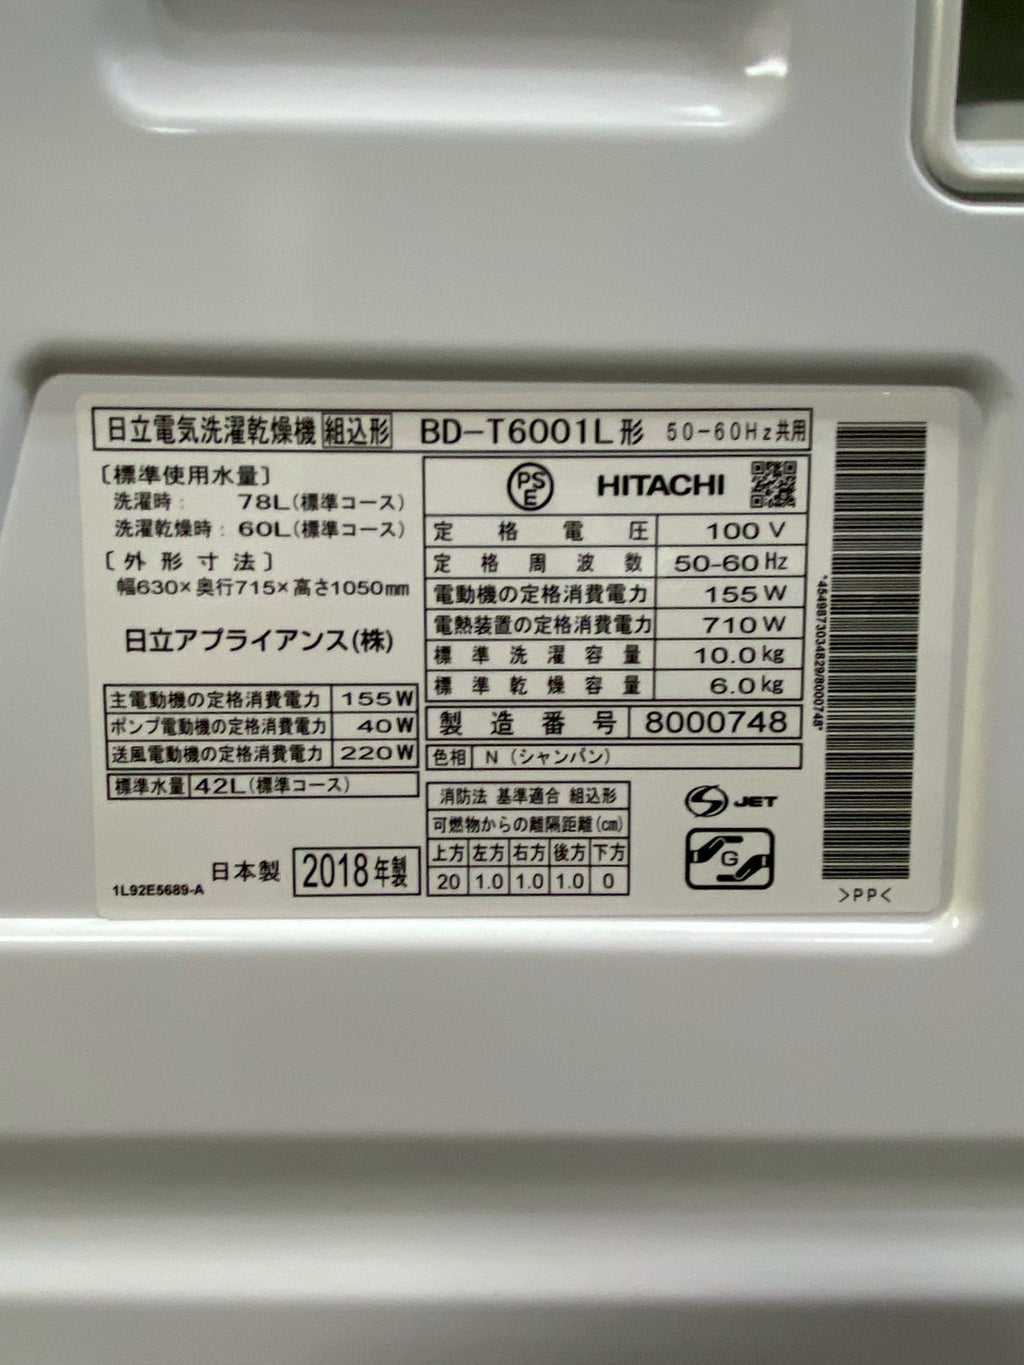 日立電気洗濯乾燥機 組込形 BD-T6001L形 50-60Hz共用
〔標準使用水量〕
洗濯時: 78L(標準コース)
洗濯乾燥時: 60L(標準コース)
〔外形寸法〕
幅630×奥行715×高さ1050mm
日立アプライアンス(株)
主電動機の定格消費電力 155W
ポンプ電動機の定格消費電力 40W
送風電動機の定格消費電力 220W
標準水量 42L(標準コース)
日本製 2018年製
1L92E5689-A
PSE HITACHI
定格電圧 100V
定格周波数 50-60Hz
電動機の定格消費電力 155W
電熱装置の定格消費電力 710W
標準洗濯容量 10.0kg
標準乾燥容量 6.0kg
製造番号 8000748
色相 N(シャンパン)
消防法 基準適合 組込形
可燃物からの離隔距離(cm)
上方 左方 右方 後方 下方
20 1.0 1.0 1.0 0
S JET
G
*4549873034829/8000748*
>PP<